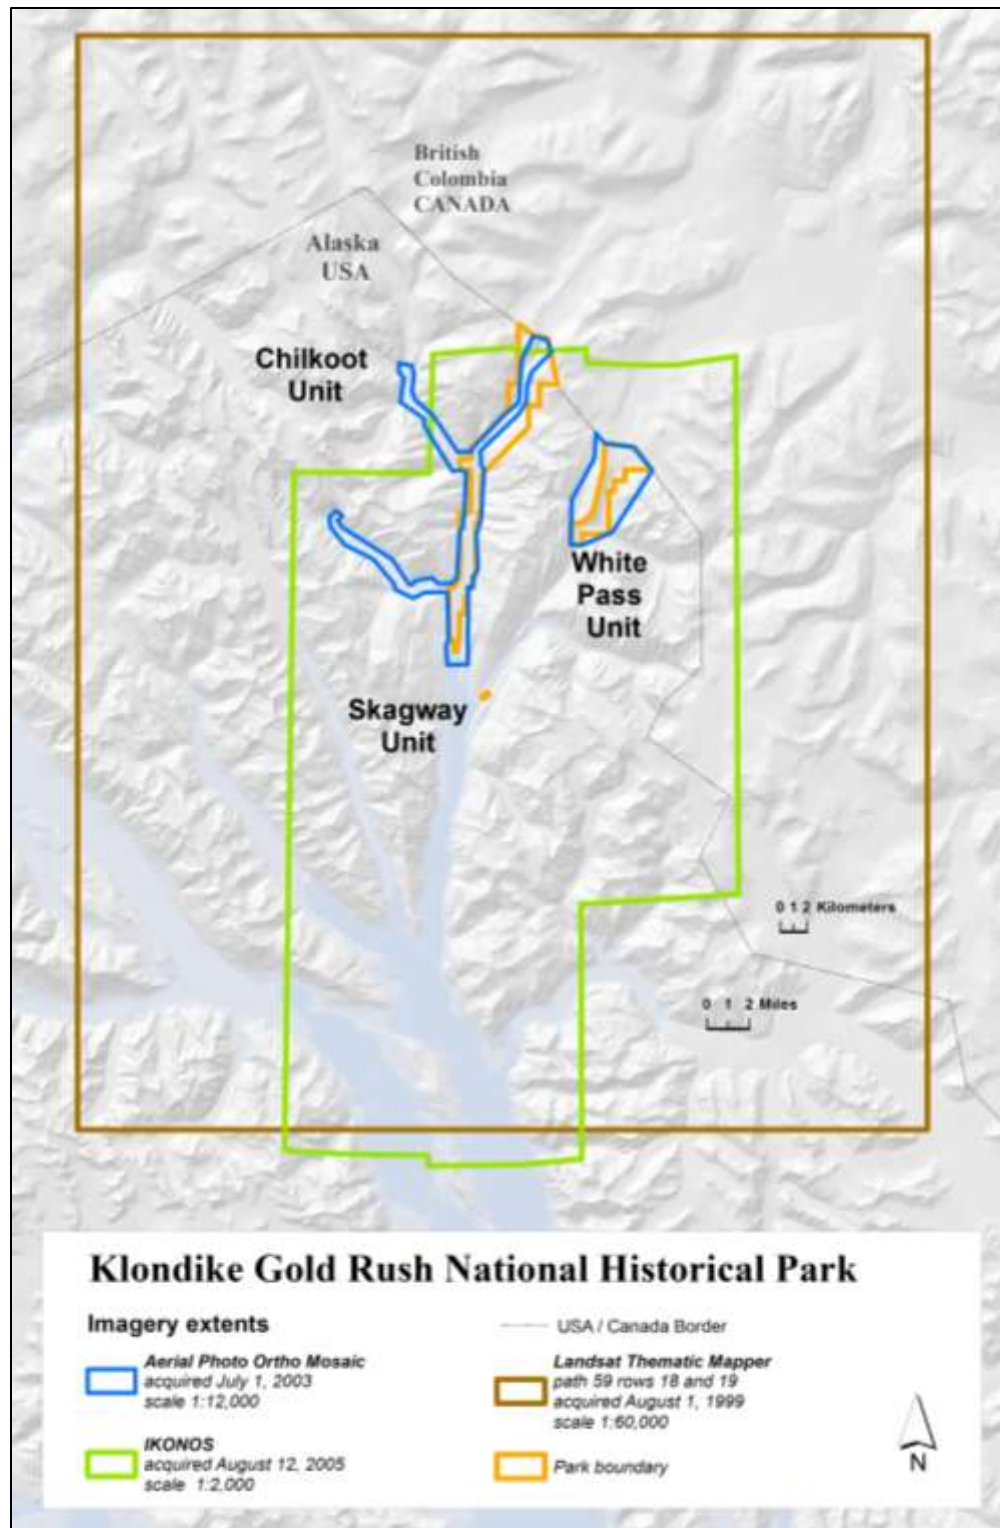 British
Colombia
CANADA
Alaska
USA
Chilkoot
Unit
White
Pass
Unit
Skagway
Unit
0 1 2 Kilometers
0 1 2 Miles
Klondike Gold Rush National Historical Park
Imagery extents
Aerial Photo Ortho Mosaic
acquired July 1, 2003
scale 1:12,000
IKONOS
acquired August 12, 2005
scale 1:2,000
USA / Canada Border
Landsat Thematic Mapper
path 59 rows 18 and 19
acquired August 1, 1999
scale 1:60,000
Park boundary
N